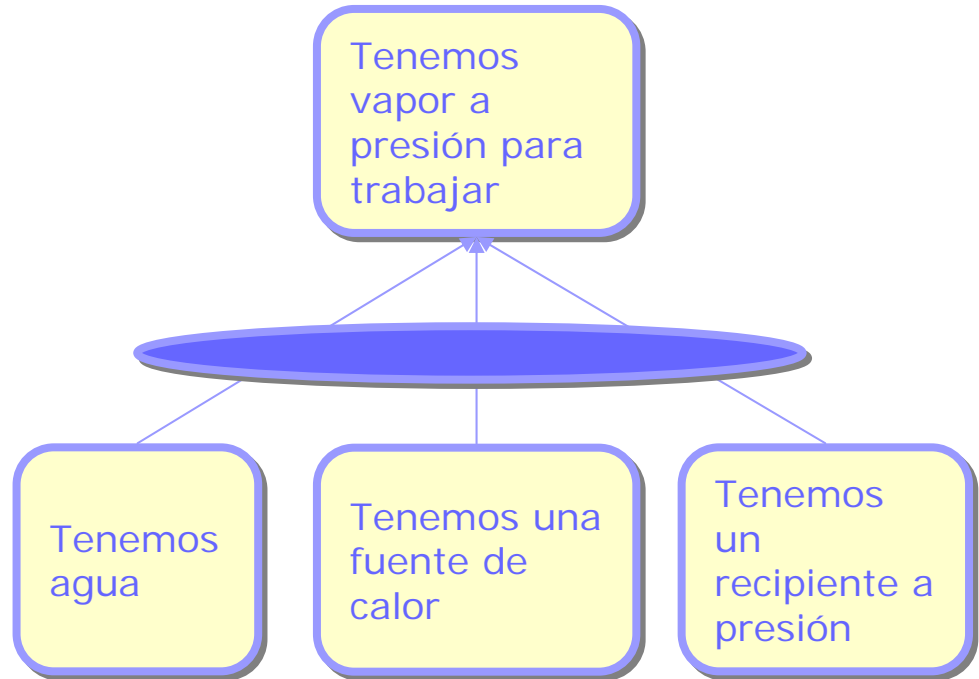 Tenemos
vapor a
presión para
trabajar
Tenemos
agua
Tenemos una
fuente de
calor
Tenemos
un
recipiente a
presión